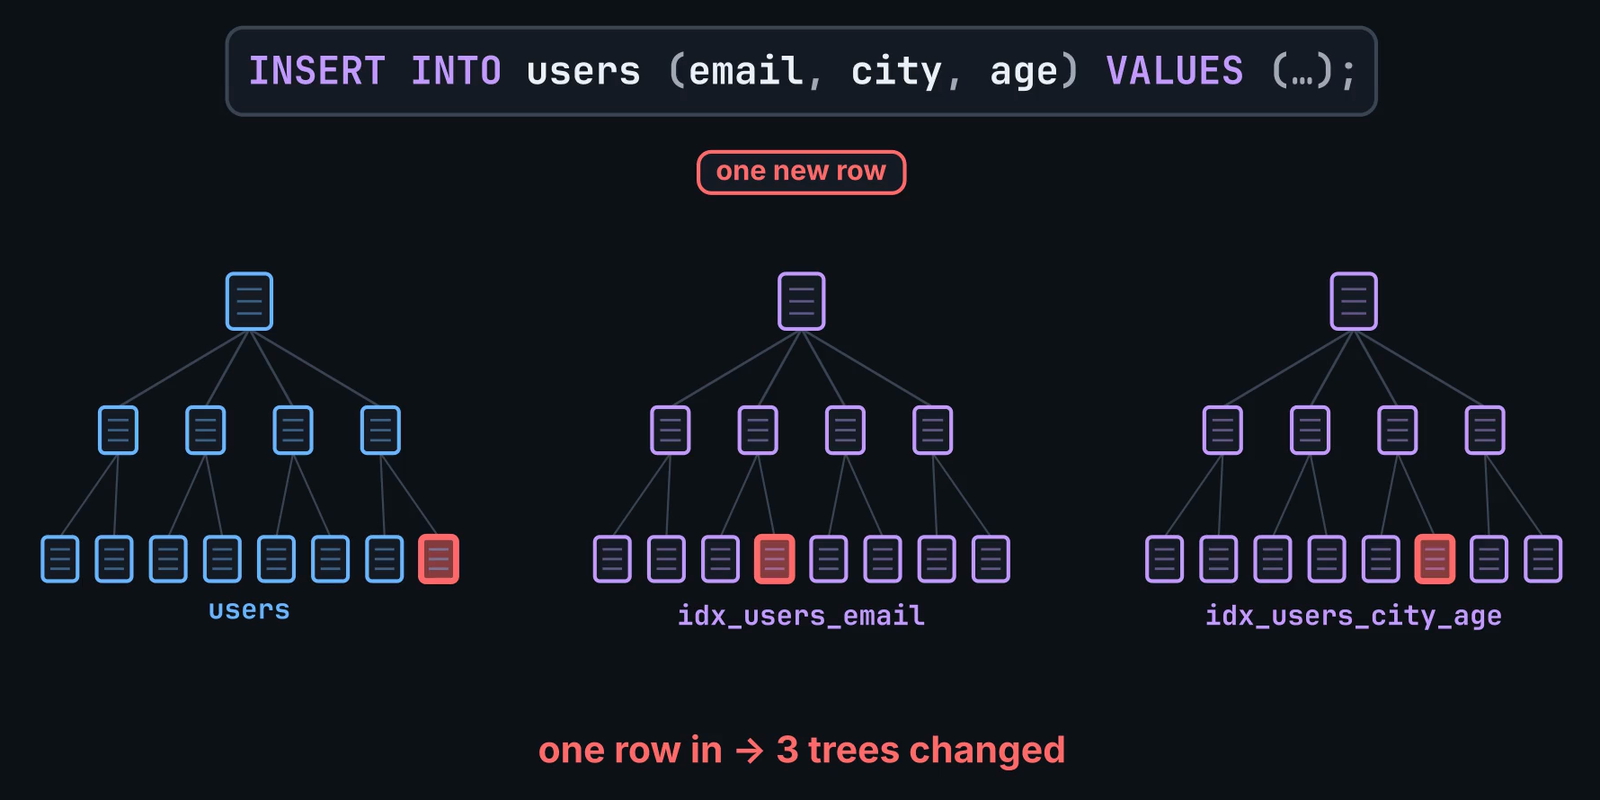 INSERT INTO users (email, city, age) VALUES (…);
one new row
users
idx_users_email
idx_users_city_age
one row in → 3 trees changed